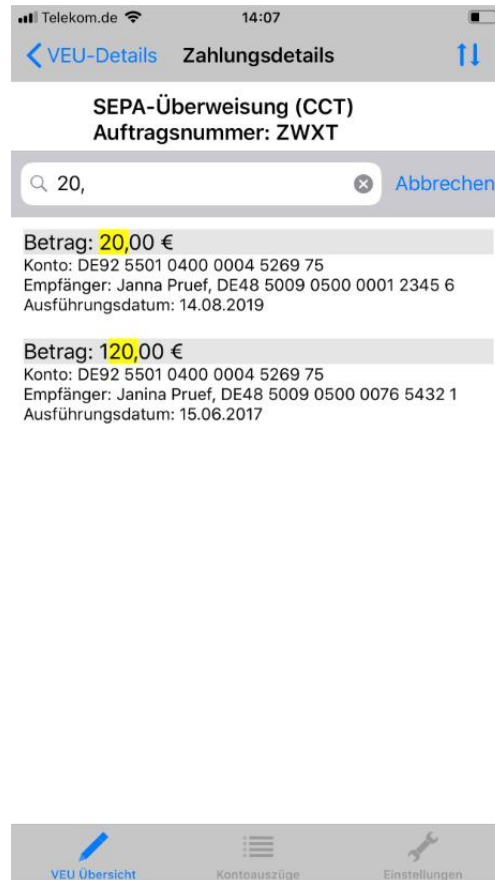 Telekom.de 14:07
VEU-Details Zahlungsdetails
SEPA-Überweisung (CCT)
Auftragsnummer: ZWXT
20, Abbrechen
Betrag: 20,00 €
Konto: DE92 5501 0400 0004 5269 75
Empfänger: Janna Pruef, DE48 5009 0500 0001 2345 6
Ausführungsdatum: 14.08.2019
Betrag: 120,00 €
Konto: DE92 5501 0400 0004 5269 75
Empfänger: Janina Pruef, DE48 5009 0500 0076 5432 1
Ausführungsdatum: 15.06.2017
VEU Übersicht Kontoauszüge Einstellungen